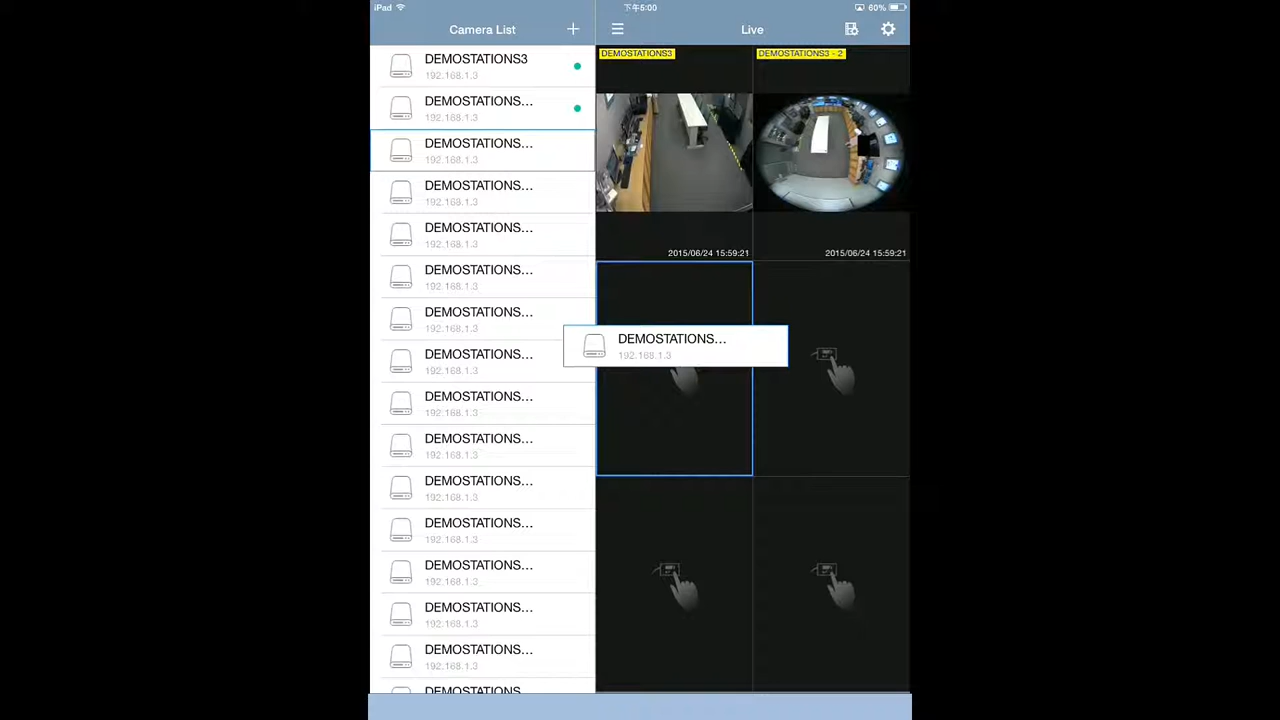 iPad
下午5:00
60%
Camera List
Live
DEMOSTATIONS3
192.168.1.3
DEMOSTATIONS...
192.168.1.3
DEMOSTATIONS...
192.168.1.3
DEMOSTATIONS...
192.168.1.3
DEMOSTATIONS...
192.168.1.3
DEMOSTATIONS...
192.168.1.3
DEMOSTATIONS...
192.168.1.3
DEMOSTATIONS...
192.168.1.3
DEMOSTATIONS...
192.168.1.3
DEMOSTATIONS...
192.168.1.3
DEMOSTATIONS...
192.168.1.3
DEMOSTATIONS...
192.168.1.3
DEMOSTATIONS...
192.168.1.3
DEMOSTATIONS...
192.168.1.3
DEMOSTATIONS...
192.168.1.3
DEMOSTATIONS
DEMOSTATIONS3
DEMOSTATIONS3 - 2
2015/06/24 15:59:21
2015/06/24 15:59:21
DEMOSTATIONS...
192.168.1.3